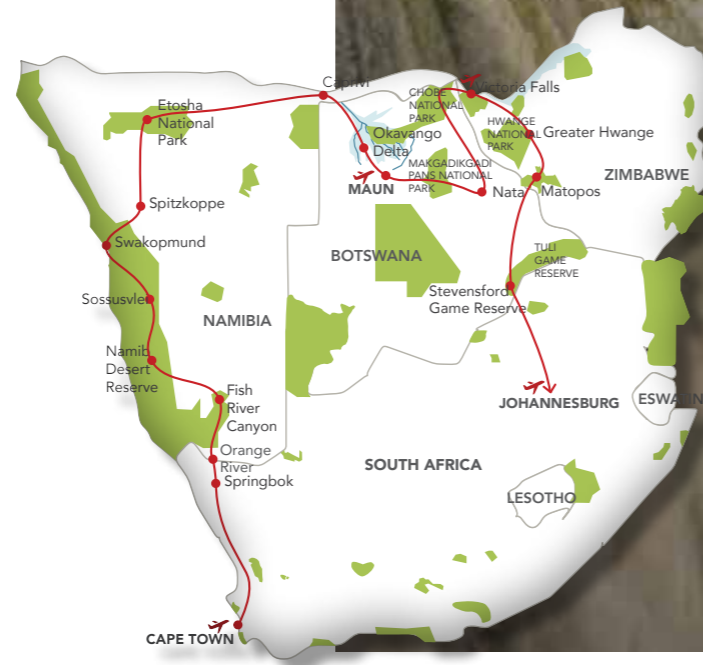 Caprivi
Victoria Falls
CHOBE
NATIONAL
PARK
Etosha
National
Park
HWANGE
NATIONAL
PARK
Greater Hwange
Okavango
Delta
MAKGADIKGADI
PANS NATIONAL
PARK
ZIMBABWE
MAUN
Nata
Matopos
Spitzkoppe
Swakopmund
BOTSWANA
TULI
GAME
RESERVE
Sossusvlei
Stevensford
Game Reserve
NAMIBIA
Namib
Desert
Reserve
Fish
River
Canyon
JOHANNESBURG
ESWATIN
Orange
River
Springbok
SOUTH AFRICA
LESOTHO
CAPE TOWN